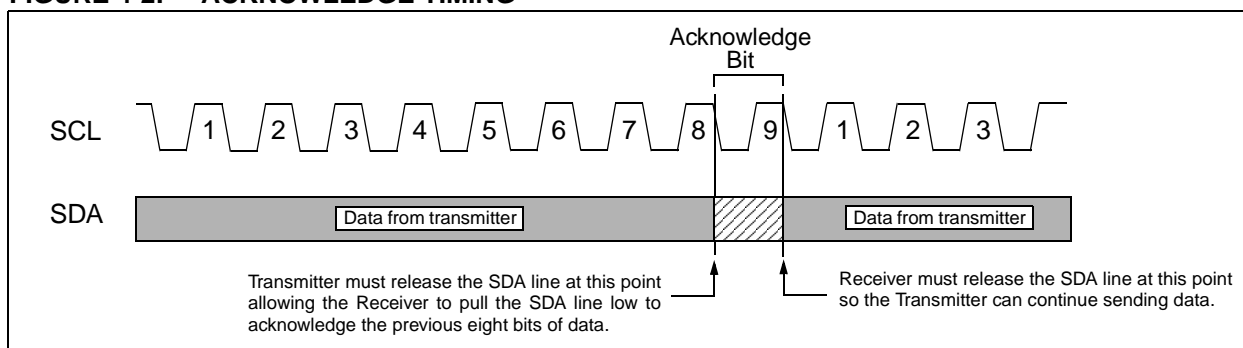 FIGURE 4-2: ACKNOWLEDGE TIMING
Acknowledge
Bit
SCL 1 2 3 4 5 6 7 8 9 1 2 3
SDA Data from transmitter Data from transmitter
Transmitter must release the SDA line at this point
allowing the Receiver to pull the SDA line low to
acknowledge the previous eight bits of data.
Receiver must release the SDA line at this point
so the Transmitter can continue sending data.